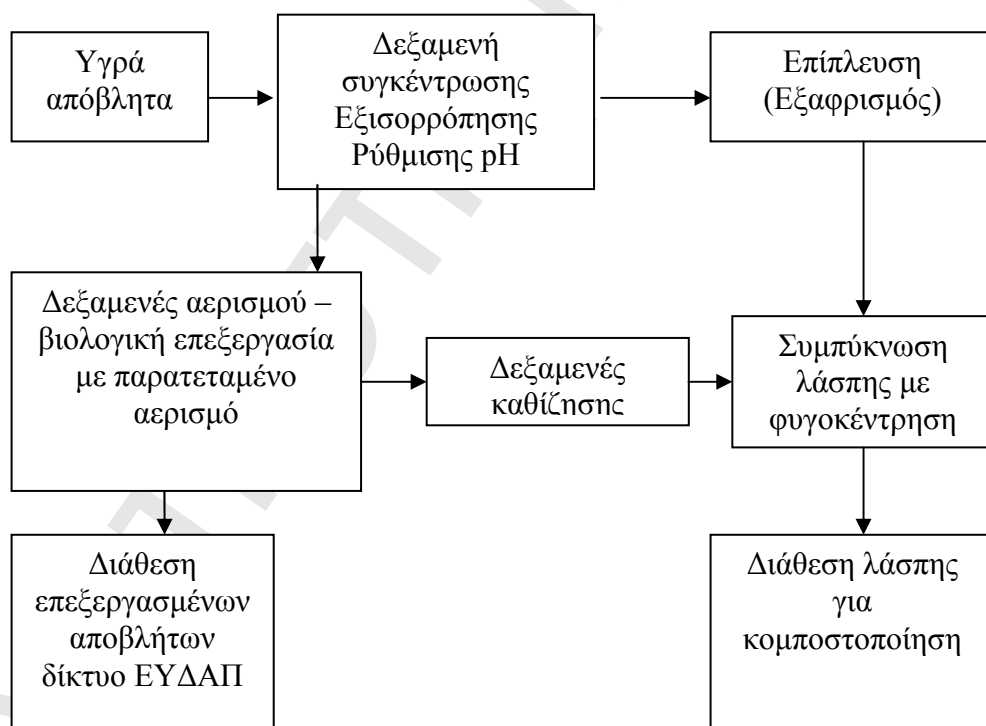 Υγρά
απόβλητα
Δεξαμενή
συγκέντρωσης
Εξισορρόπησης
Ρύθμισης pH
Επίπλευση
(Εξαφρισμός)
Δεξαμενές αερισμού –
βιολογική επεξεργασία
με παρατεταμένο
αερισμό
Δεξαμενές
καθίζησης
Συμπύκνωση
λάσπης με
φυγοκέντρηση
Διάθεση
επεξεργασμένων
αποβλήτων
δίκτυο ΕΥΔΑΠ
Διάθεση λάσπης
για
κομποστοποίηση